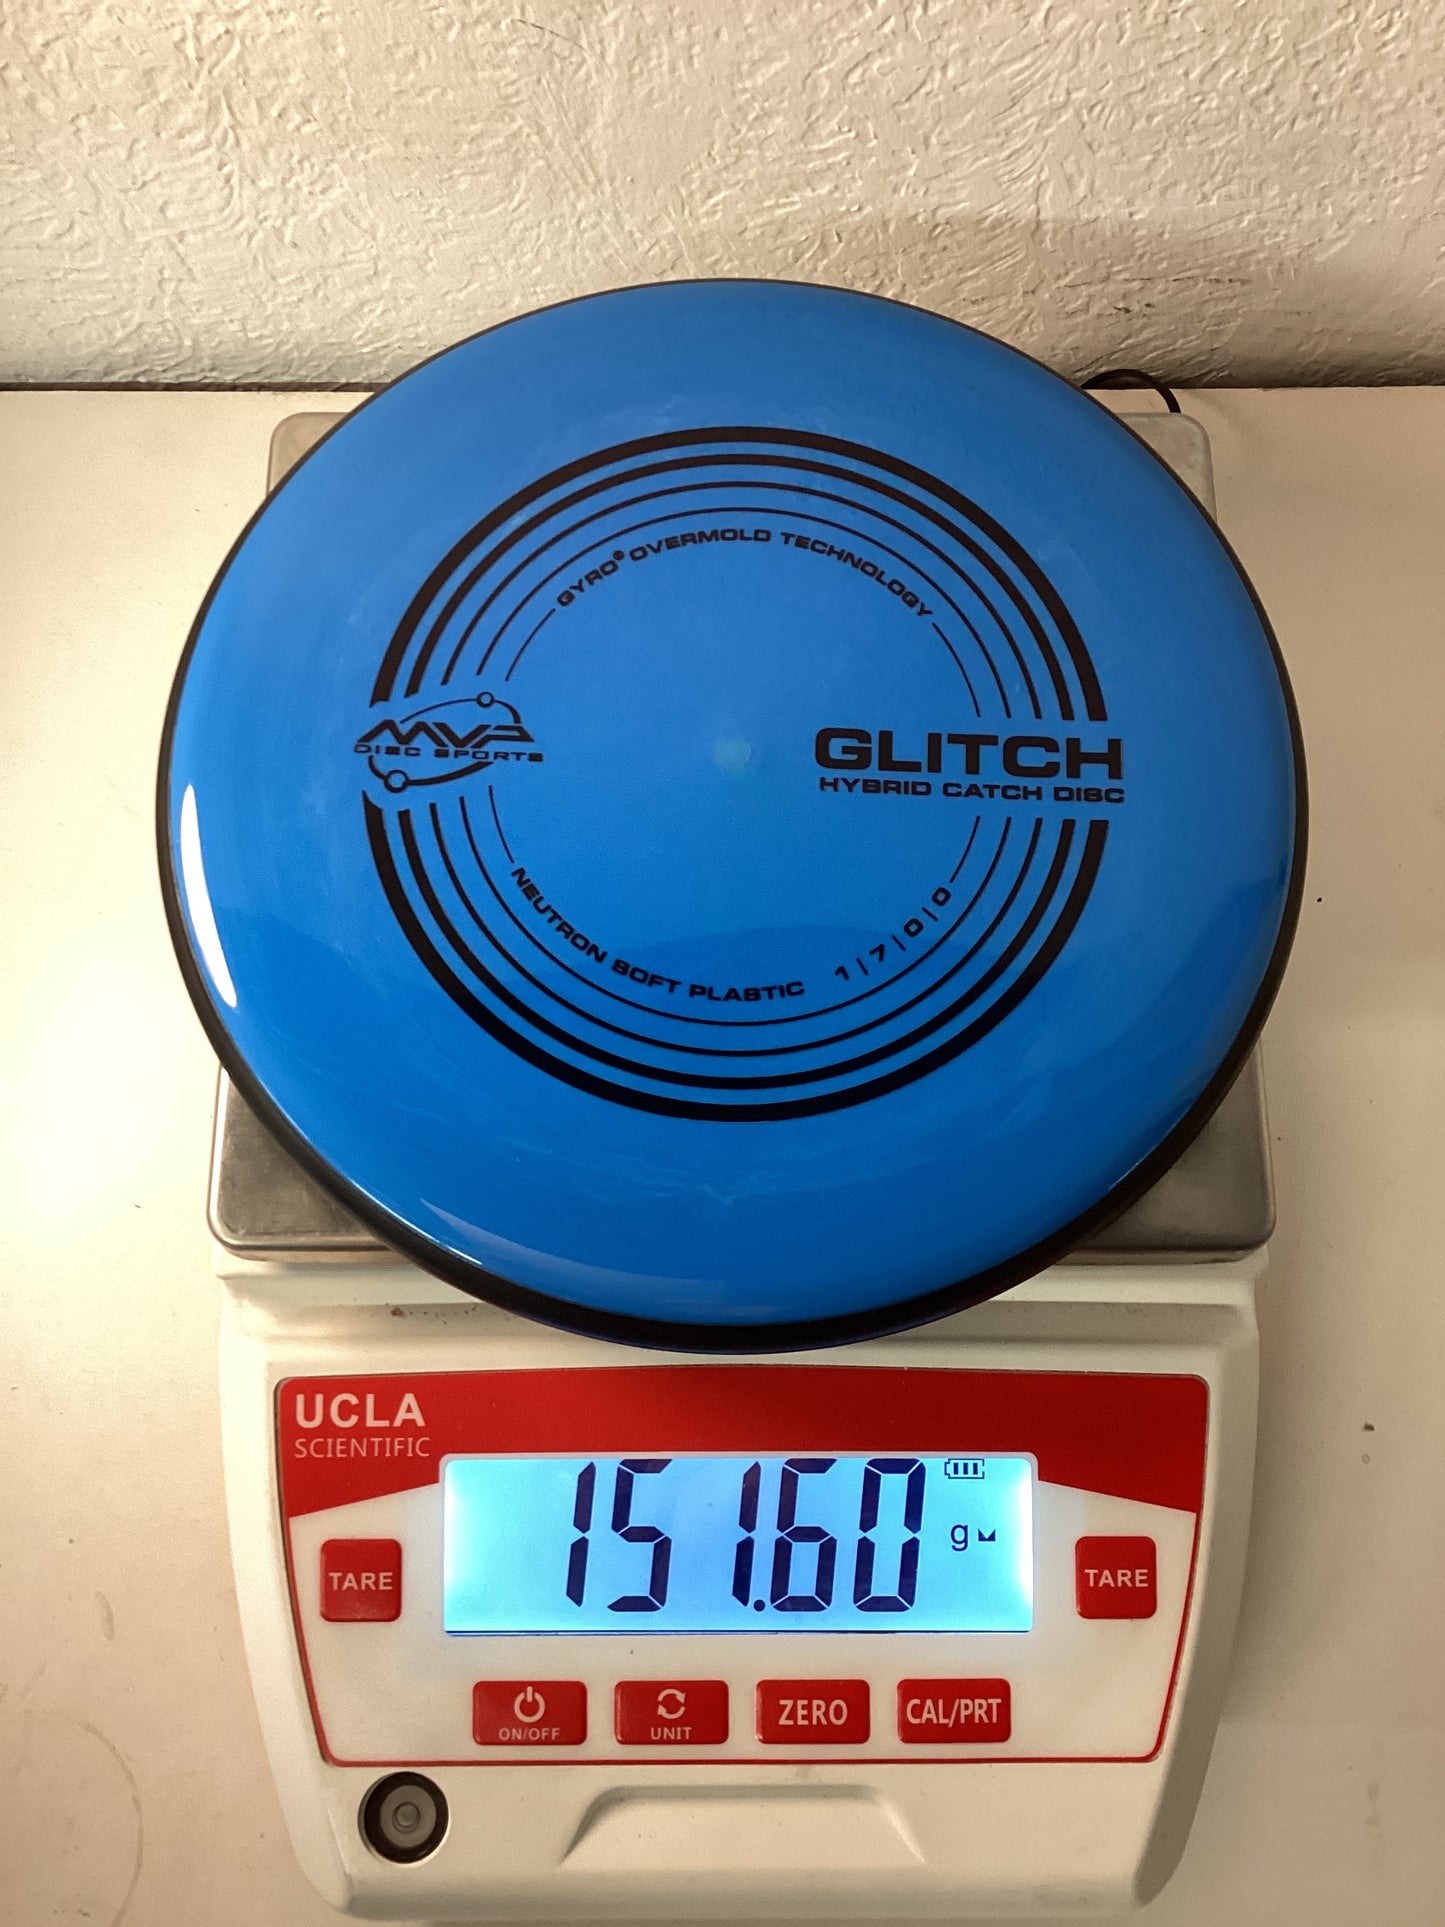 GYRO® OVERMOLD TECHNOLOGY
MVP
DISC SPORTS
GLITCH
HYBRID CATCH DISC
NEUTRON SOFT PLASTIC 1 | 7 | 0 | 0
UCLA
SCIENTIFIC
151.60 g
TARE
TARE
ON/OFF
UNIT
ZERO
CAL/PRT